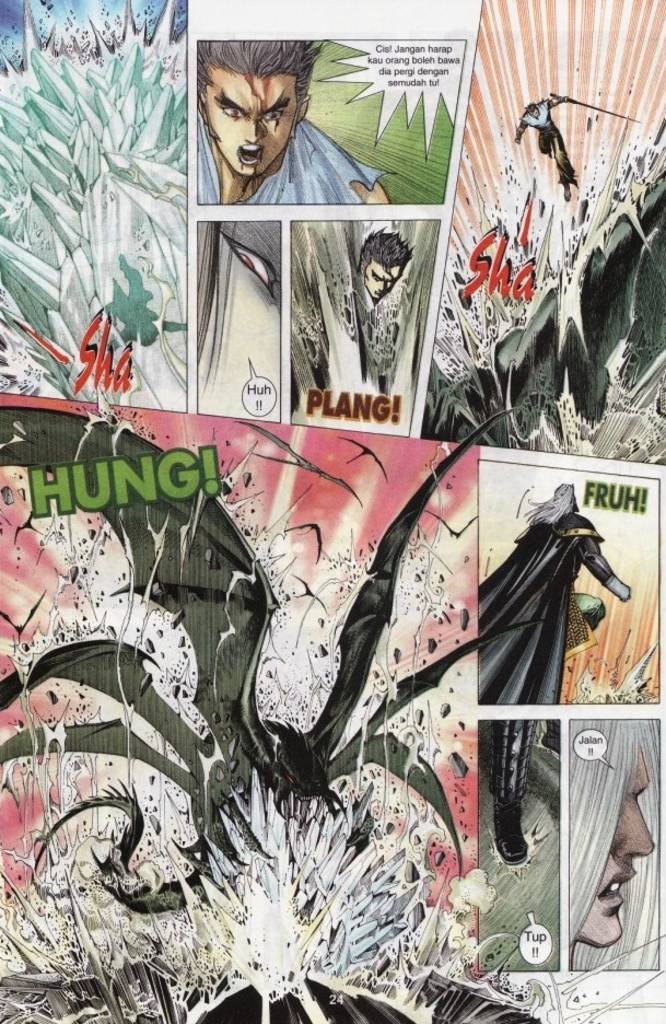 Cis! Jangan harap
kau orang boleh bawa
dia pergi dengan
semudah tu!
Sha
Huh
!!
PLANG!
Sha
HUNG!
FRUH!
Tup
!!
Jalan
!!
24